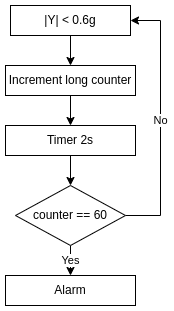 |Y| < 0.6g
Increment long counter
Timer 2s
counter == 60
No
Yes
Alarm